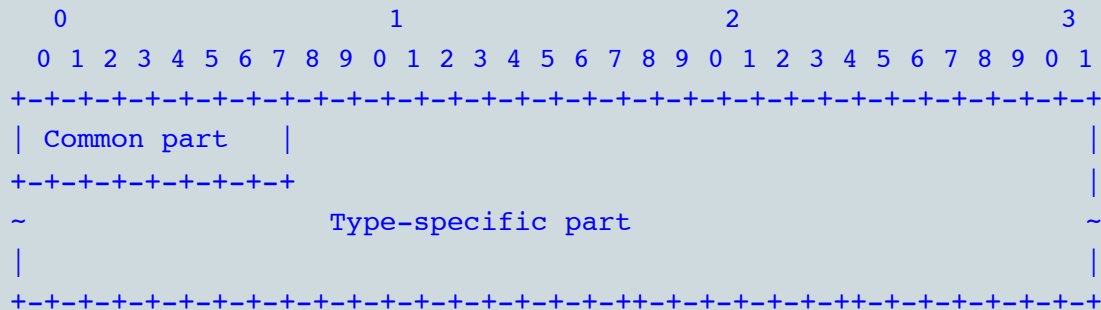 0 1 2 3
0 1 2 3 4 5 6 7 8 9 0 1 2 3 4 5 6 7 8 9 0 1 2 3 4 5 6 7 8 9 0 1
+-+-+-+-+-+-+-+-+-+-+-+-+-+-+-+-+-+-+-+-+-+-+-+-+-+-+-+-+-+-+-+-+
| Common part | |
+-+-+-+-+-+-+-+-+ |
~ Type-specific part ~
| |
+-+-+-+-+-+-+-+-+-+-+-+-+-+-+-+-+-+-++-+-+-+-+-+-++-+-+-+-+-+-+-+